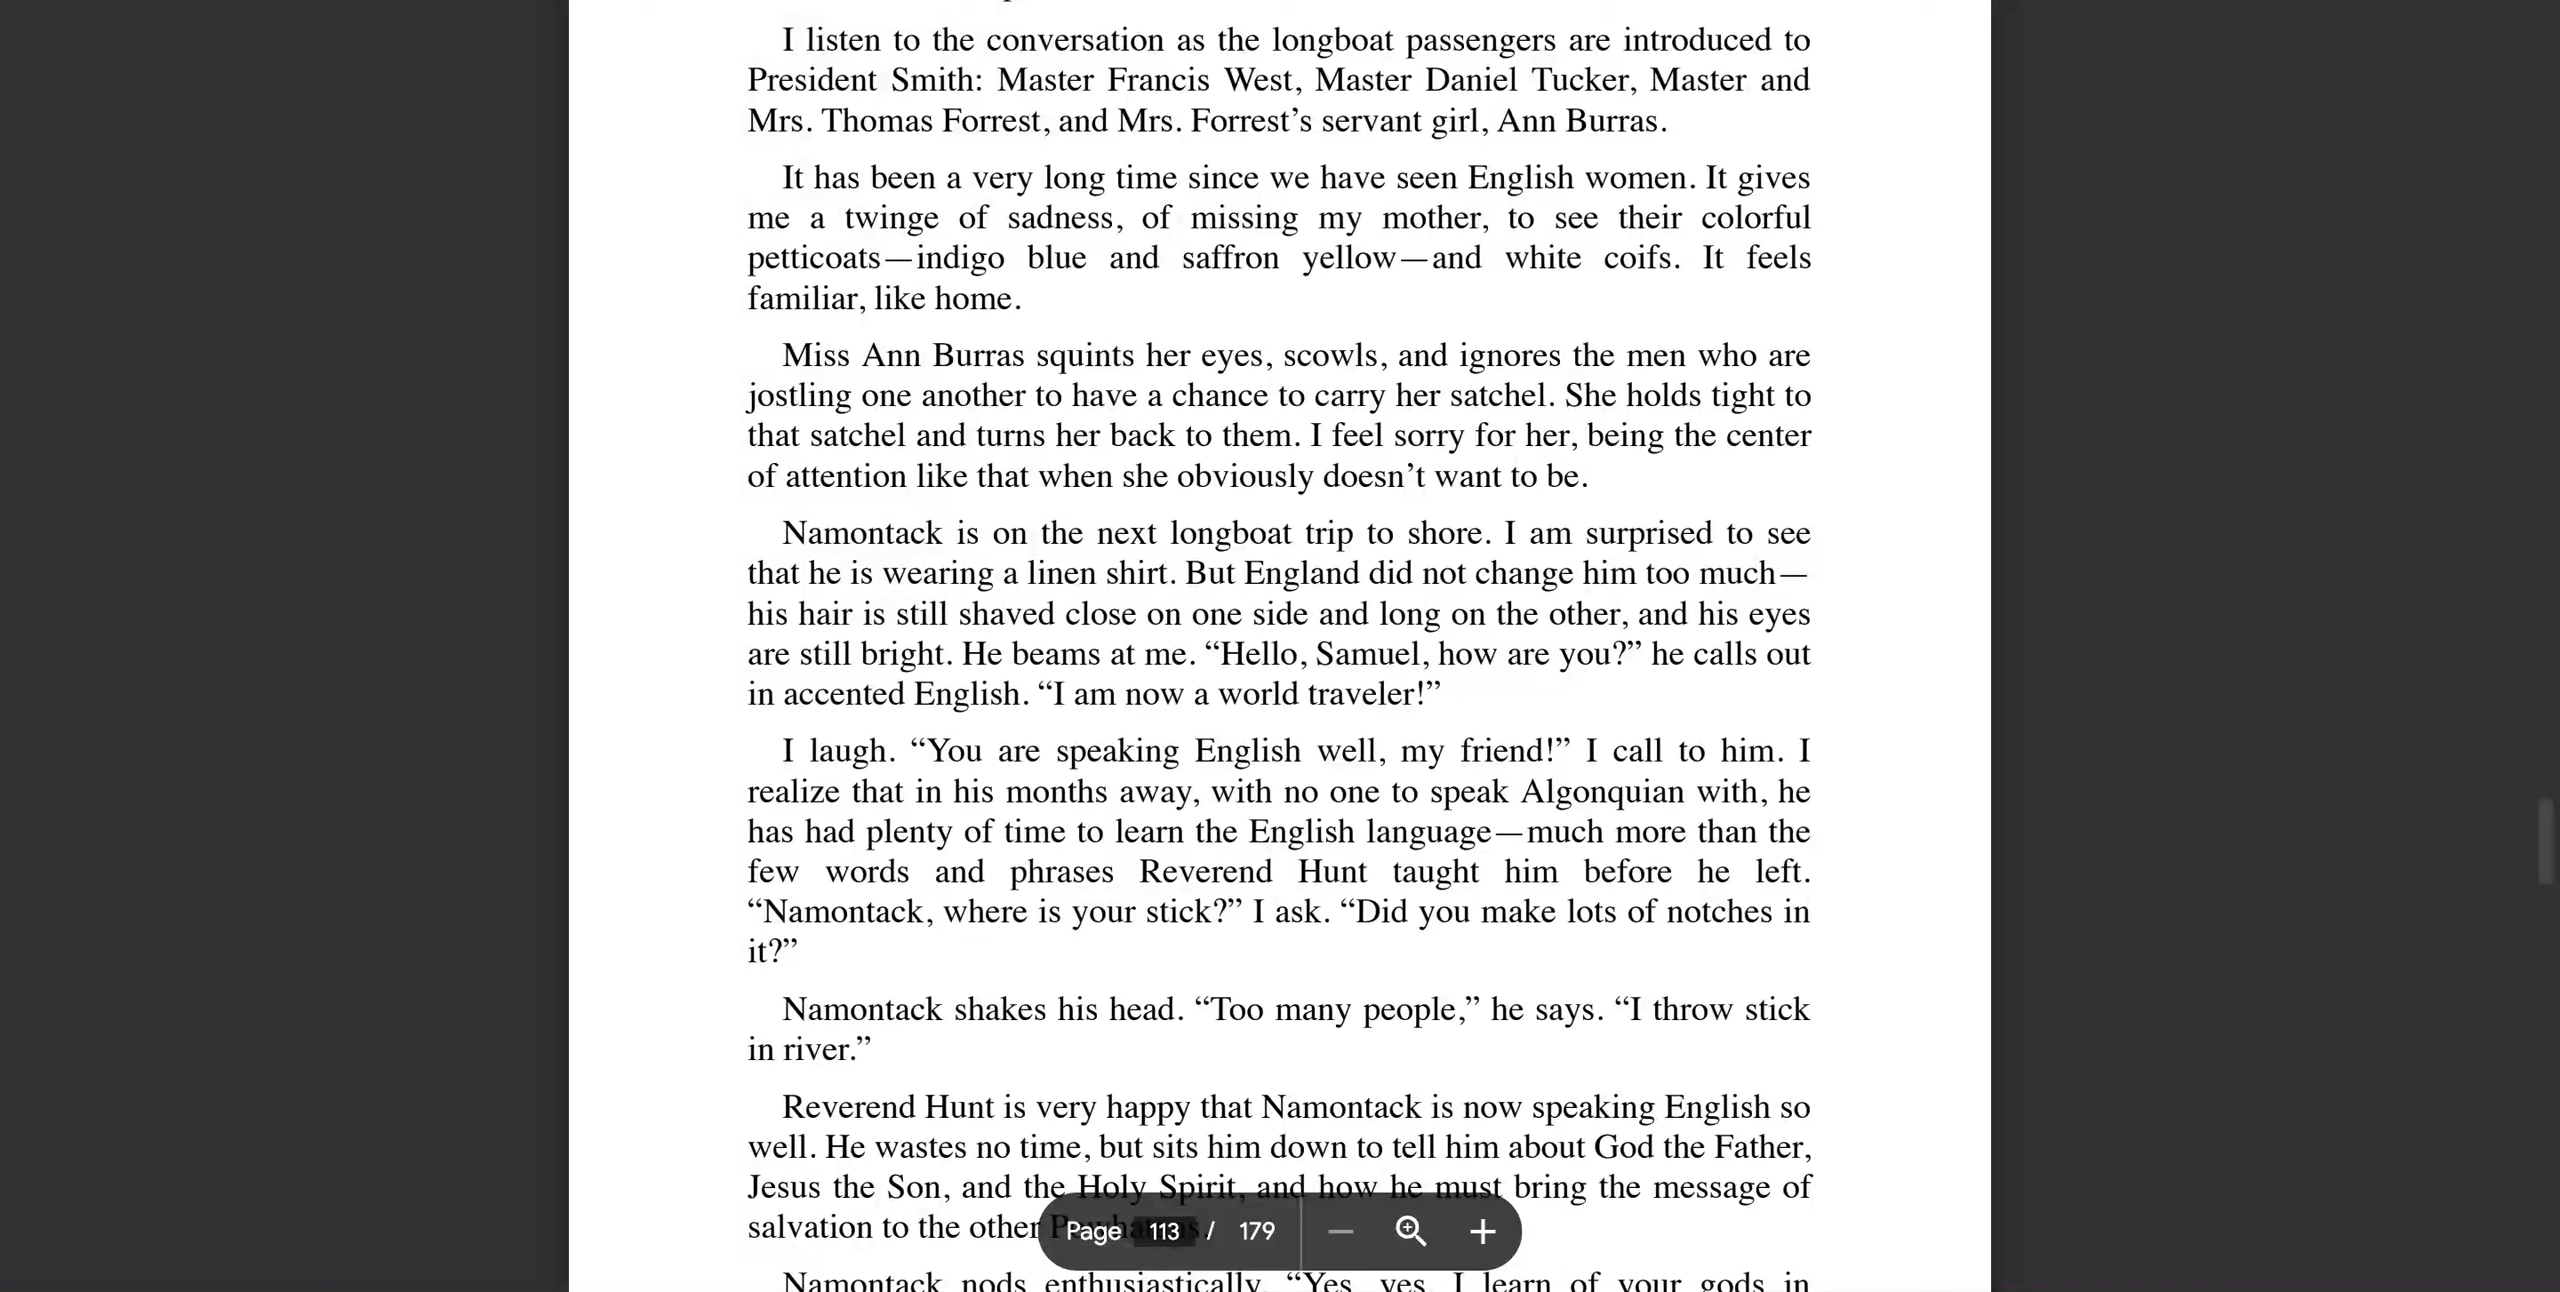 I listen to the conversation as the longboat passengers are introduced to
President Smith: Master Francis West, Master Daniel Tucker, Master and
Mrs. Thomas Forrest, and Mrs. Forrest’s servant girl, Ann Burras.
It has been a very long time since we have seen English women. It gives
me a twinge of sadness, of missing my mother, to see their colorful
petticoats—indigo blue and saffron yellow—and white coifs. It feels
familiar, like home.
Miss Ann Burras squints her eyes, scowls, and ignores the men who are
jostling one another to have a chance to carry her satchel. She holds tight to
that satchel and turns her back to them. I feel sorry for her, being the center
of attention like that when she obviously doesn’t want to be.
Namontack is on the next longboat trip to shore. I am surprised to see
that he is wearing a linen shirt. But England did not change him too much—
his hair is still shaved close on one side and long on the other, and his eyes
are still bright. He beams at me. “Hello, Samuel, how are you?” he calls out
in accented English. “I am now a world traveler!”
I laugh. “You are speaking English well, my friend!” I call to him. I
realize that in his months away, with no one to speak Algonquian with, he
has had plenty of time to learn the English language—much more than the
few words and phrases Reverend Hunt taught him before he left.
“Namontack, where is your stick?” I ask. “Did you make lots of notches in
it?”
Namontack shakes his head. “Too many people,” he says. “I throw stick
in river.”
Reverend Hunt is very happy that Namontack is now speaking English so
well. He wastes no time, but sits him down to tell him about God the Father,
Jesus the Son, and the Holy Spirit, and how he must bring the message of
salvation to the other
Page 113 / 179
Namontack nods enthusiastically. “Yes, yes, I learn of your gods in